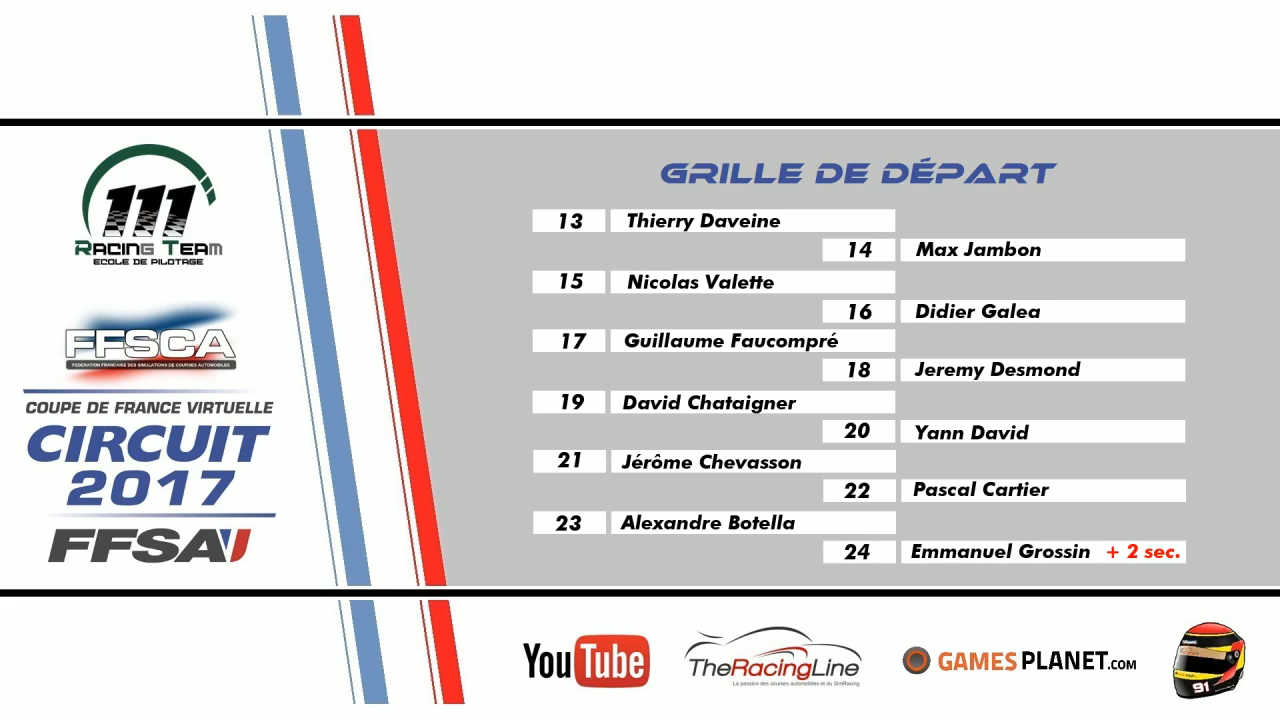 111
RACING TEAM
ECOLE DE PILOTAGE
FFSCA
FEDERATION FRANCAISE DES SIMULATIONS DE COURSES AUTOMOBILES
COUPE DE FRANCE VIRTUELLE
CIRCUIT
2017
FFSA
GRILLE DE DÉPART
13 Thierry Daveine
14 Max Jambon
15 Nicolas Valette
16 Didier Galea
17 Guillaume Faucompré
18 Jeremy Desmond
19 David Chataigner
20 Yann David
21 Jérôme Chevasson
22 Pascal Cartier
23 Alexandre Botella
24 Emmanuel Grossin + 2 sec.
YouTube
TheRacingLine
La passion des courses automobiles et du SimRacing
GAMESPLANET.COM
91